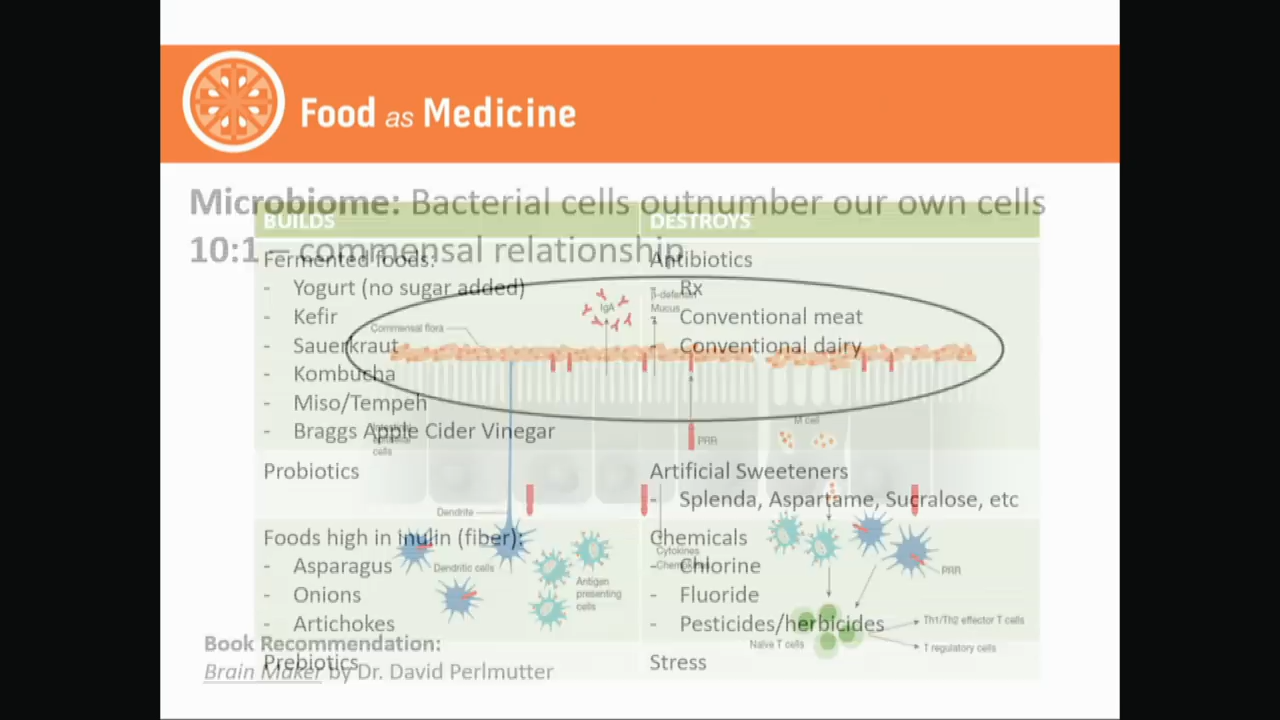 Food as Medicine
Microbiome: Bacterial cells outnumber our own cells
10:1 – commensal relationship
BUILDS
DESTROYS
Fermented foods:
- Yogurt (no sugar added)
- Kefir
- Sauerkraut
- Kombucha
- Miso/Tempeh
- Braggs Apple Cider Vinegar
Antibiotics
- Rx
- Conventional meat
- Conventional dairy
Probiotics
Artificial Sweeteners
- Splenda, Aspartame, Sucralose, etc
Foods high in inulin (fiber):
- Asparagus
- Onions
- Artichokes
Chemicals
- Chlorine
- Fluoride
- Pesticides/herbicides
Prebiotics
Stress
Commensal flora
IgA
Mucus
M cell
cells
PRR
Dendrite
Dendritic cells
Antigen
presenting
cells
Cytokines
PRR
Naïve T cells
Th1/Th2 effector T cells
T regulatory cells
Book Recommendation:
Brain Maker by Dr. David Perlmutter